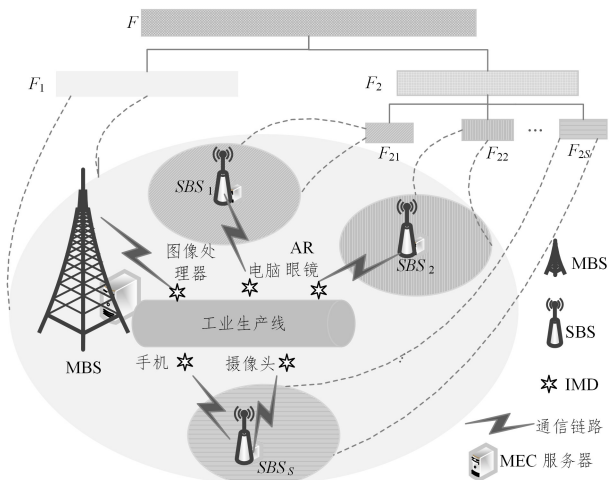 F
F1
F2
F21
F22
...
F2S
SBS1
SBS2
图像处
理器
电脑
AR
眼镜
工业生产线
MBS
手机
摄像头
SBSS
MBS
SBS
IMD
通信链路
MEC 服务器